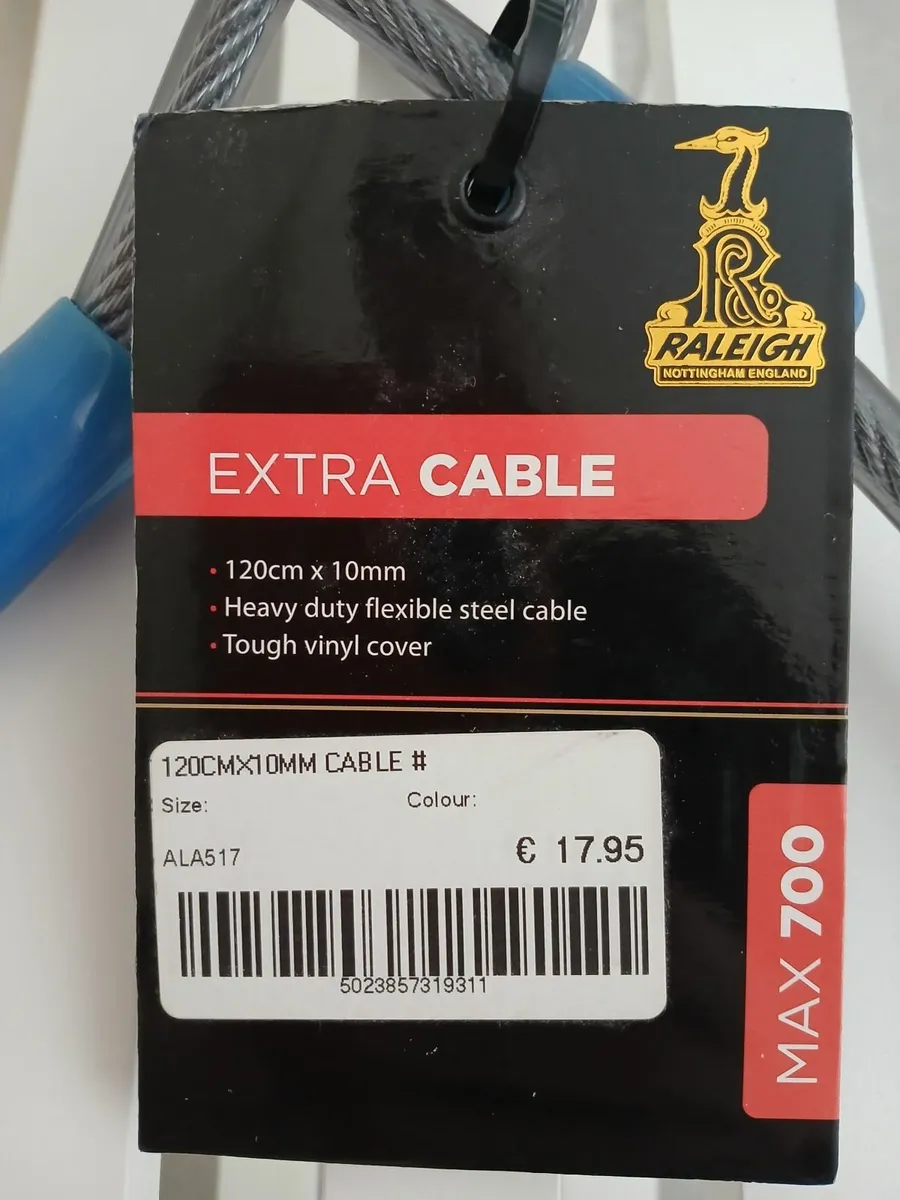 R Co
RALEIGH
NOTTINGHAM ENGLAND
EXTRA CABLE
• 120cm x 10mm
• Heavy duty flexible steel cable
• Tough vinyl cover
120CMX10MM CABLE #
Size: Colour:
ALA517 € 17.95
5023857319311
MAX 700